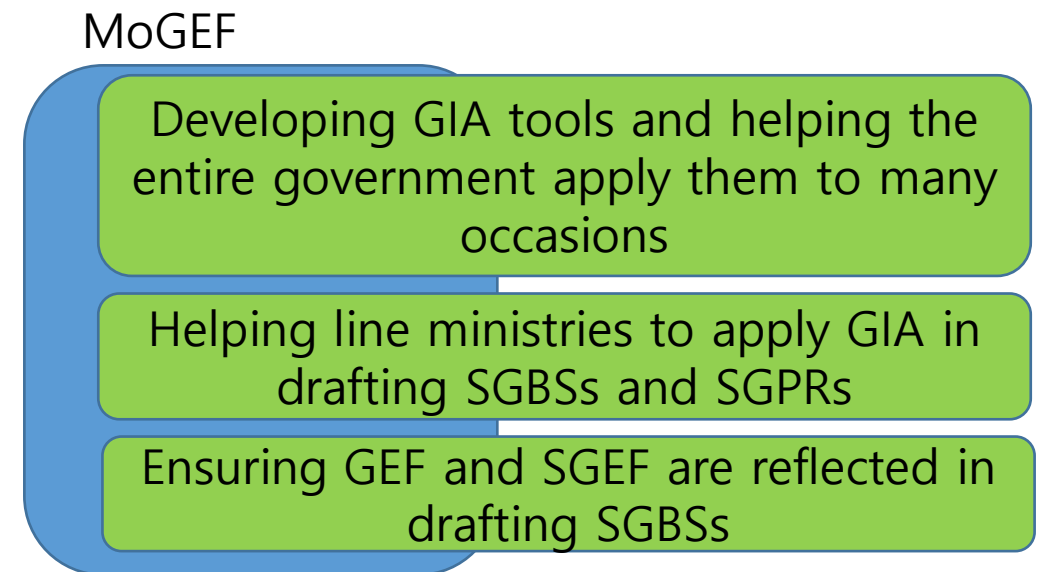 MoGEF
Developing GIA tools and helping the
entire government apply them to many
occasions
Helping line ministries to apply GIA in
drafting SGBSs and SGPRs
Ensuring GEF and SGEF are reflected in
drafting SGBSs